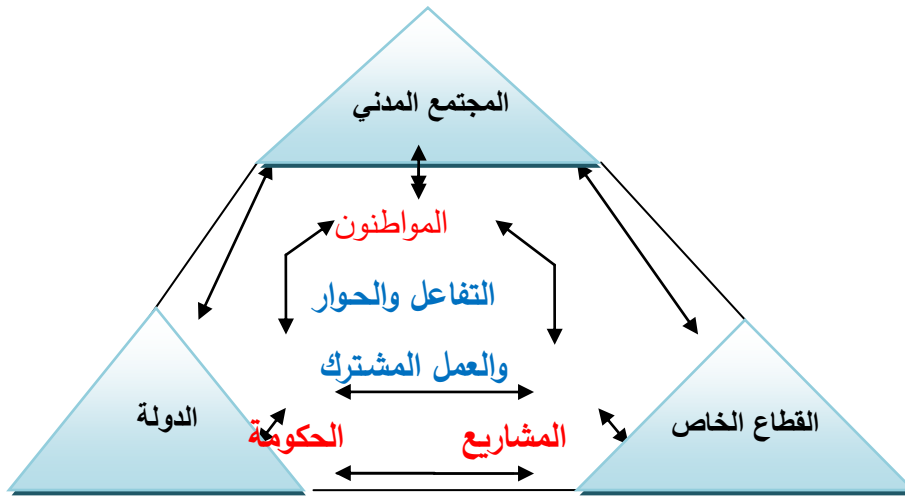 المجتمع المدني
المواطنون
التفاعل والحوار
والعمل المشترك
القطاع الخاص
الدولة
المشاريع
الحكومة